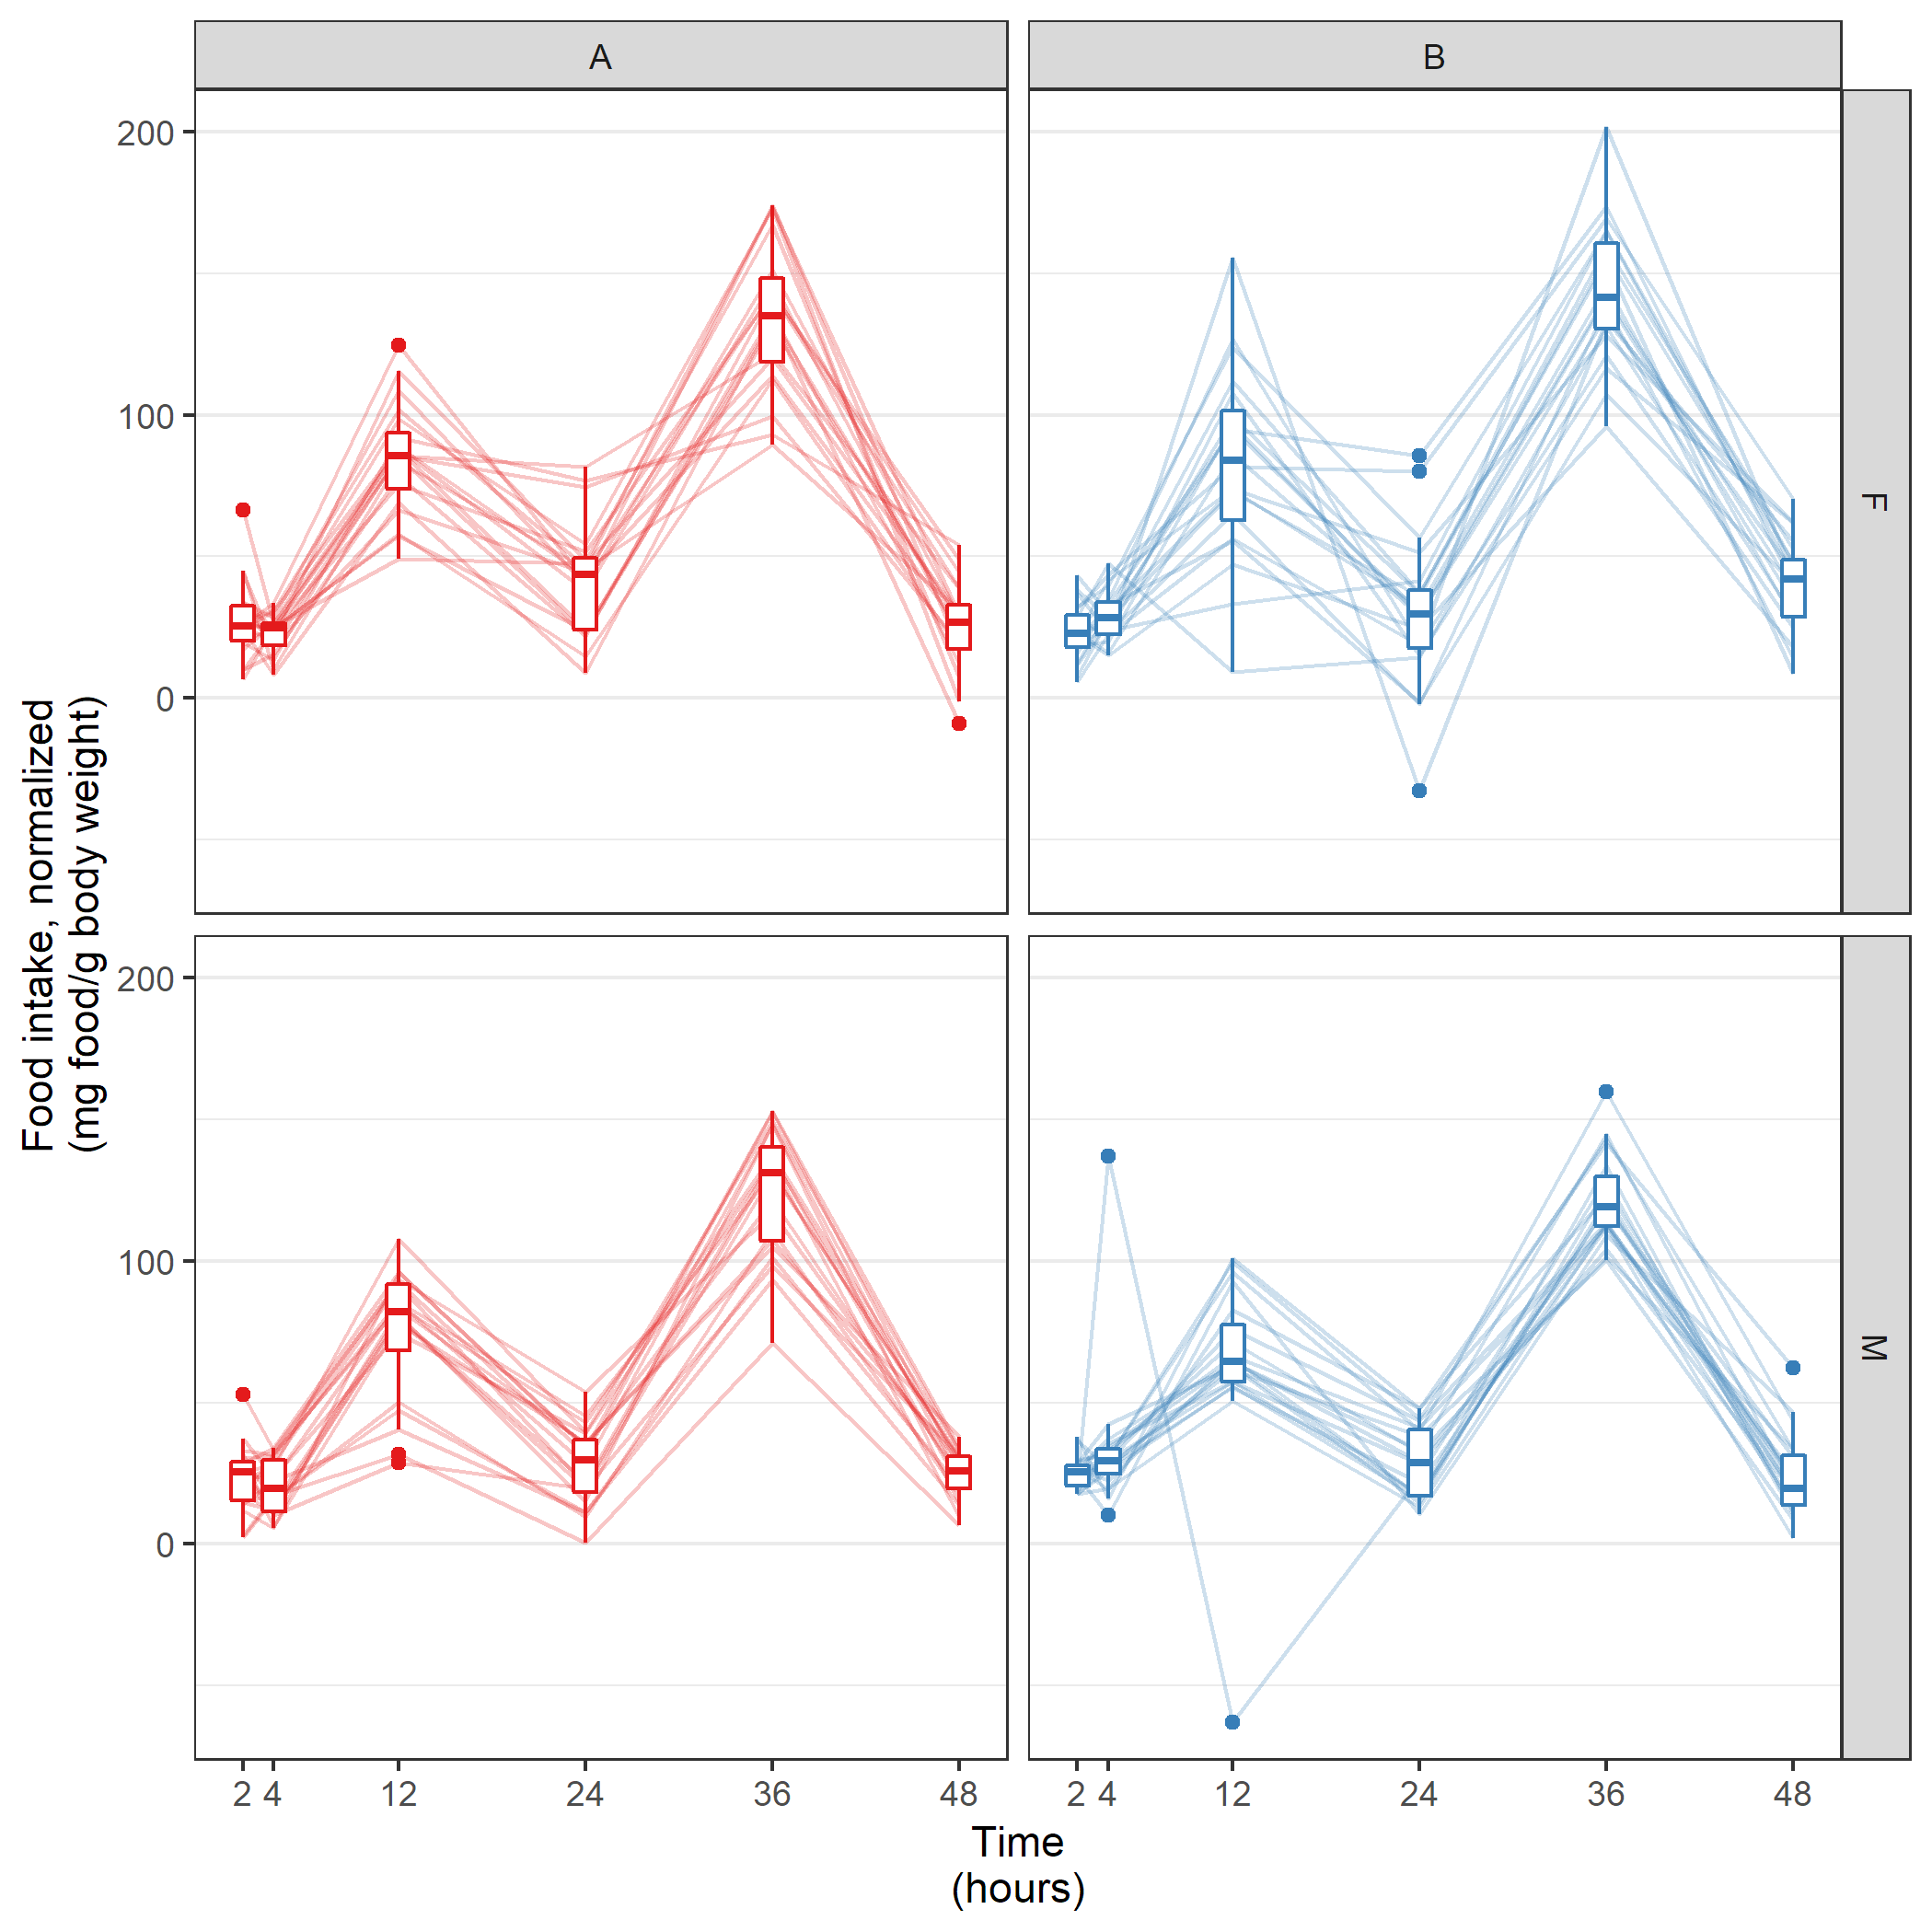 A
B
200
100
0
F
200
100
0
M
Food intake, normalized
(mg food/g body weight)
2 4 12 24 36 48
2 4 12 24 36 48
Time
(hours)